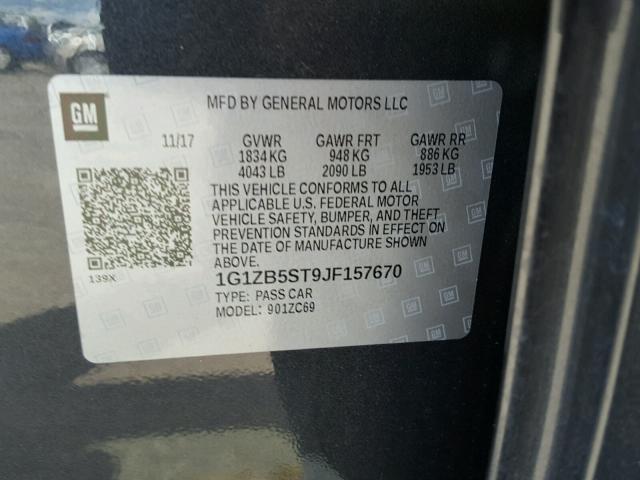 GM
MFD BY GENERAL MOTORS LLC
11/17 GVWR GAWR FRT GAWR RR
1834 KG 948 KG 886 KG
4043 LB 2090 LB 1953 LB
THIS VEHICLE CONFORMS TO ALL
APPLICABLE U.S. FEDERAL MOTOR
VEHICLE SAFETY, BUMPER, AND THEFT
PREVENTION STANDARDS IN EFFECT ON
THE DATE OF MANUFACTURE SHOWN
ABOVE.
139X
1G1ZB5ST9JF157670
TYPE: PASS CAR
MODEL: 901ZC69